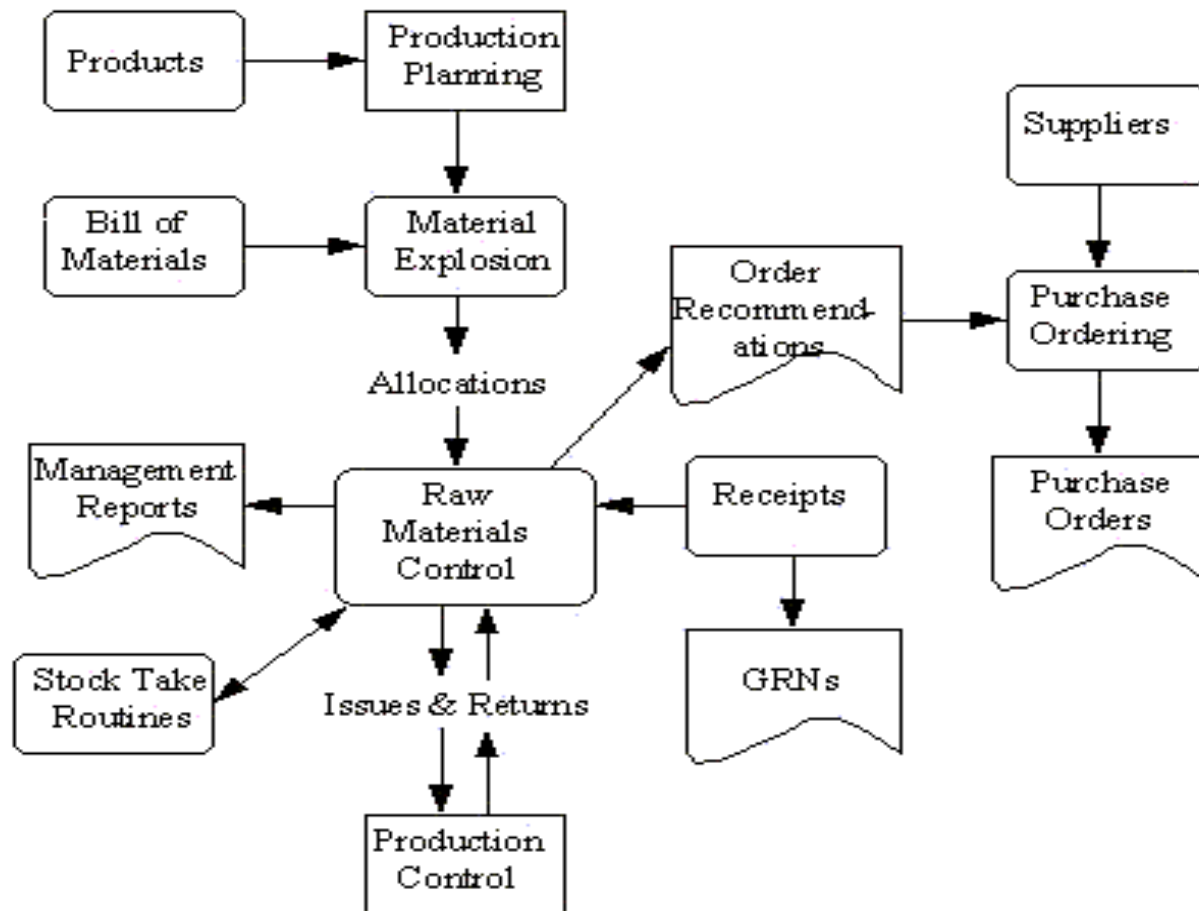 Products
Production
Planning
Suppliers
Bill of
Materials
Material
Explosion
Order
Recommend-
ations
Purchase
Ordering
Allocations
Management
Reports
Raw
Materials
Control
Receipts
Purchase
Orders
Stock Take
Routines
Issues & Returns
GRNs
Production
Control